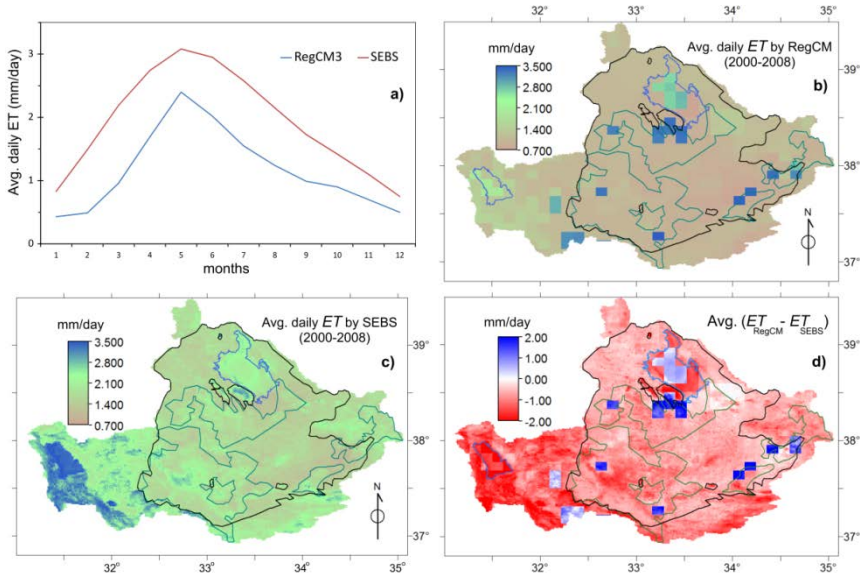 Avg. daily ET (mm/day)
3
2
1
0
RegCM3
SEBS
a)
1 2 3 4 5 6 7 8 9 10 11 12
months
32° 33° 34° 35°
mm/day
3.500
2.800
2.100
1.400
0.700
Avg. daily ET by RegCM
(2000-2008)
b)
39°
38°
37°
N
mm/day
3.500
2.800
2.100
1.400
0.700
Avg. daily ET by SEBS
(2000-2008)
c)
N
32° 33° 34° 35°
39°
38°
37°
mm/day
2.00
1.00
0.00
-1.00
-2.00
Avg. (ET RegCM - ET SEBS)
d)
N
32° 33° 34° 35°
39°
38°
37°